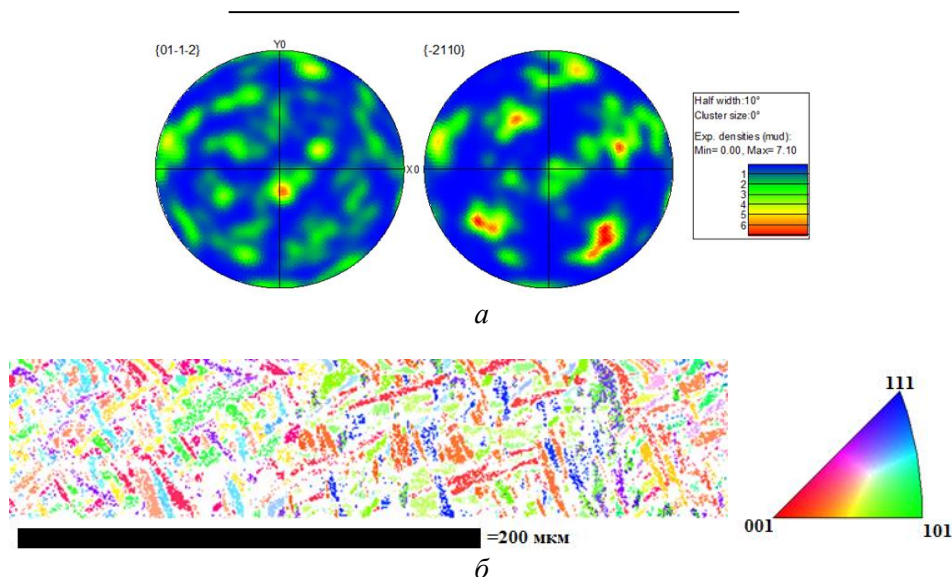 {01-1-2}
Y0
{-2110}
X0
Half width:10°
Cluster size:0°
Exp. densities (mud):
Min= 0.00, Max= 7.10
1
2
3
4
5
6
а
=200 мкм
111
001
101
б